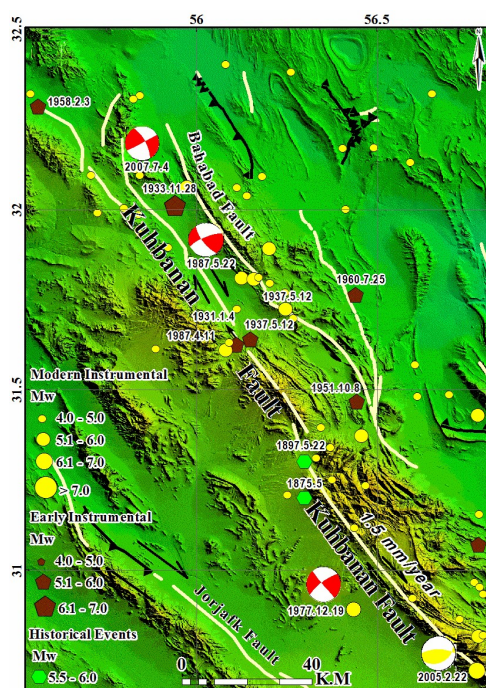 56
56.5
32.5
1958.2.3
2007.7.4
1933.11.28
Bahabad Fault
32
Kuhbanan
1987.5.22
1960.7.25
1937.5.12
1931.1.4
1937.5.12
1987.4.11
Fault
Modern Instrumental
Mw
4.0 - 5.0
5.1 - 6.0
6.1 - 7.0
> 7.0
31.5
1951.10.8
1897.5.22
1875.5
Kuhbanan Fault
1.5 mm/year
Early Instrumental
Mw
4.0 - 5.0
5.1 - 6.0
6.1 - 7.0
31
Jorjafk Fault
1977.12.19
Historical Events
Mw
5.5 - 6.0
2005.2.22
0
40
K.M